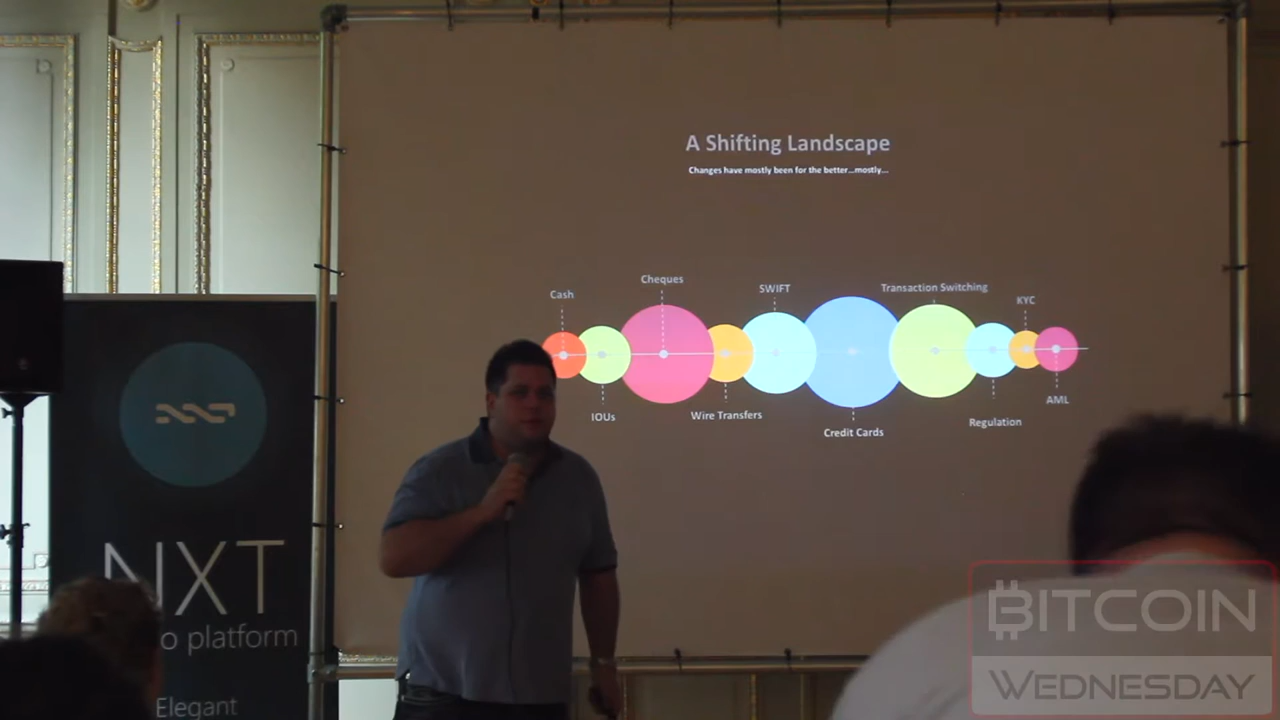 A Shifting Landscape
Changes have mostly been for the better...mostly...
Cash
Cheques
SWIFT
Transaction Switching
KYC
IOUs
Wire Transfers
Credit Cards
Regulation
AML
NXT
o platform
Elegant
BITCOIN
WEDNESDAY